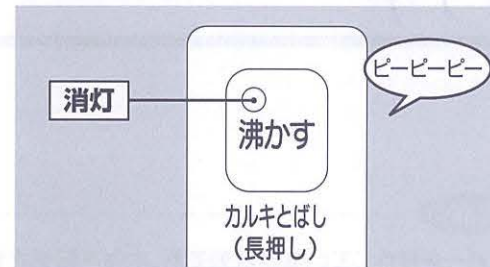 ピーピーピー
消灯
沸かす
カルキとばし
（長押し）